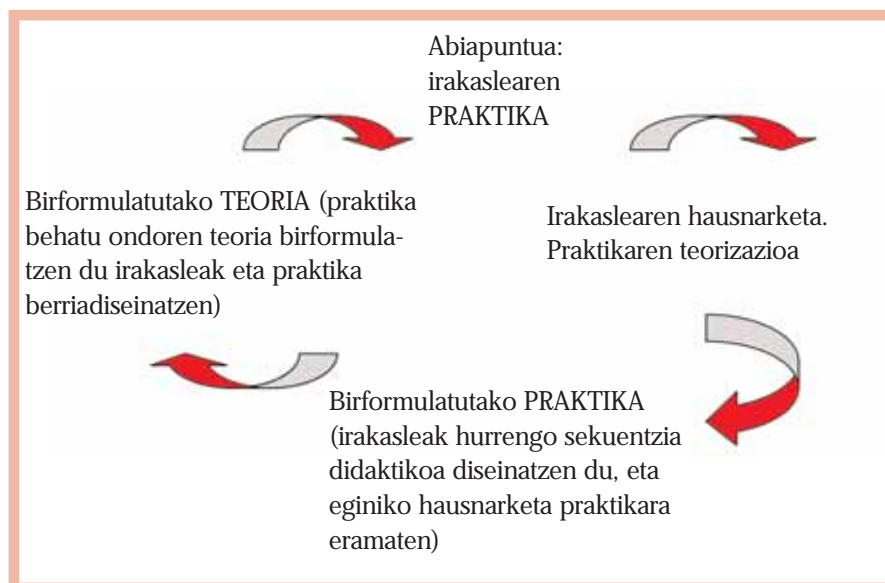 Abiapuntua:
irakaslearen
PRAKTIKA
Irakaslearen hausnarketa.
Praktikaren teorizazioa
Birformulatutako PRAKTIKA
(irakasleak hurrengo sekuentzia
didaktikoa diseinatzen du, eta
eginiko hausnarketa praktikara
eramaten)
Birformulatutako TEORIA (praktika
behatu ondoren teoria birformula-
tzen du irakasleak eta praktika
berriadiseinatzen)